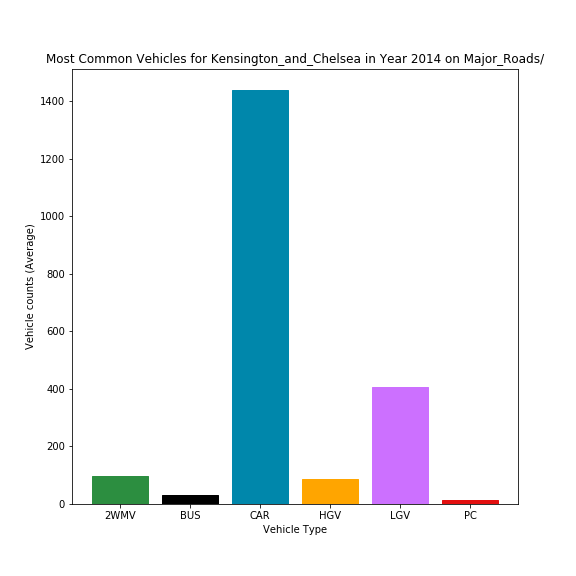 Most Common Vehicles for Kensington_and_Chelsea in Year 2014 on Major_Roads/
Vehicle counts (Average)
1400
1200
1000
800
600
400
200
0
2WMV BUS CAR HGV LGV PC
Vehicle Type